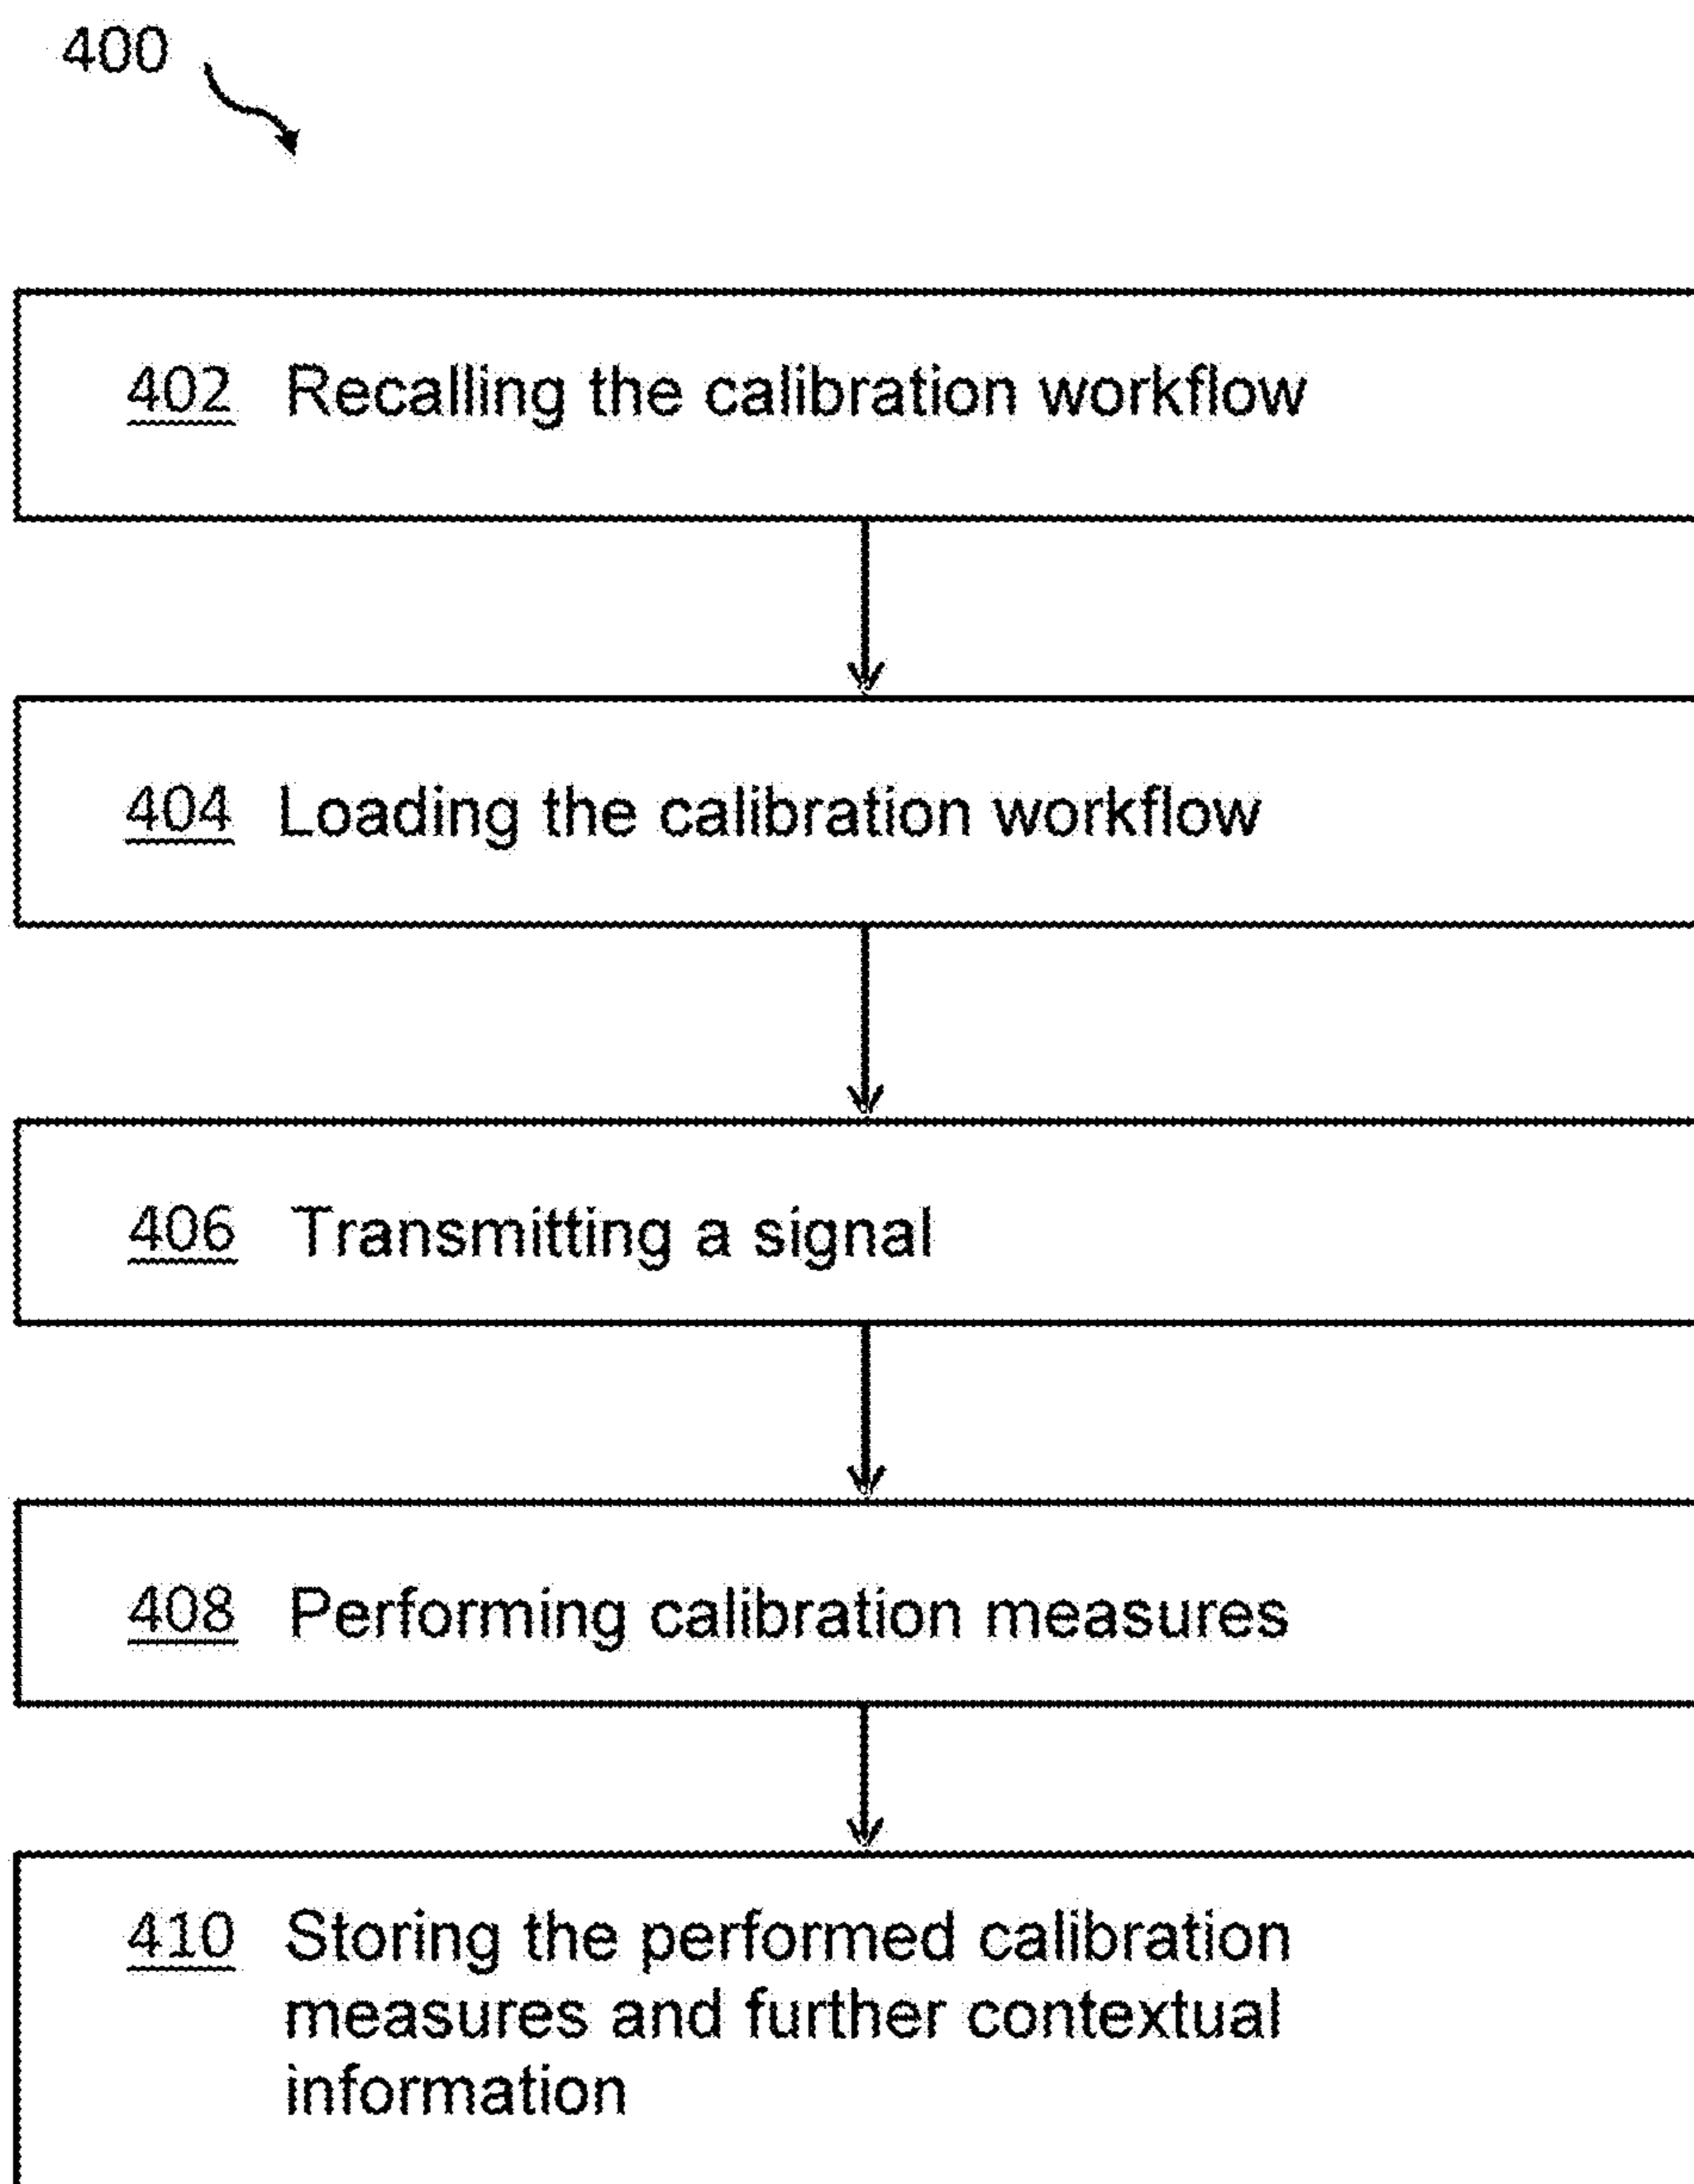 400
402 Recalling the calibration workflow
404 Loading the calibration workflow
406 Transmitting a signal
408 Performing calibration measures
410 Storing the performed calibration
measures and further contextual
information